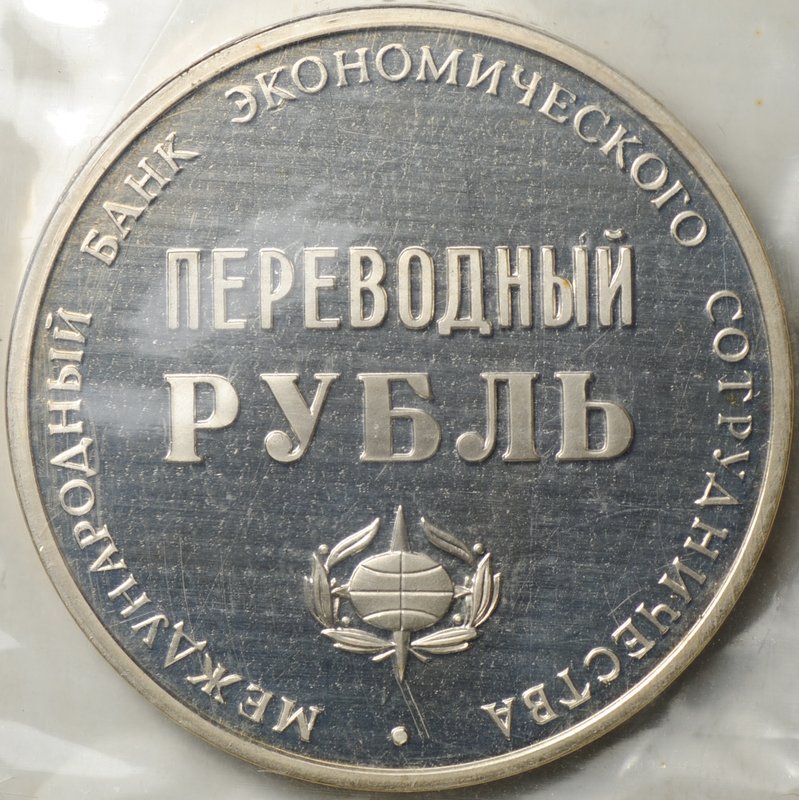 МЕЖДУНАРОДНЫЙ БАНК ЭКОНОМИЧЕСКОГО СОТРУДНИЧЕСТВА
ПЕРЕВОДНЫЙ
РУБЛЬ